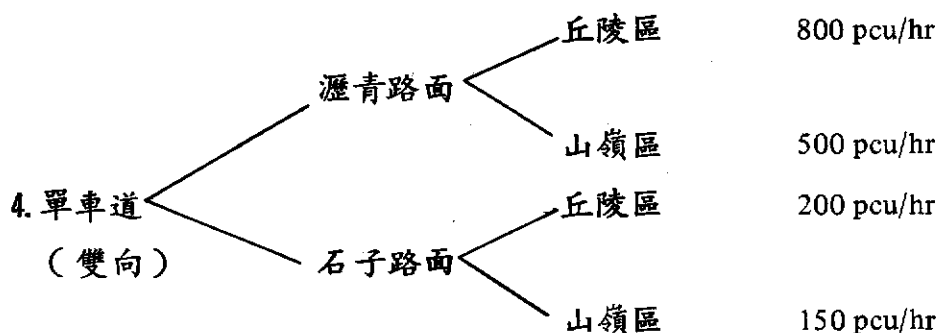 丘陵區 800 pcu/hr
瀝青路面
山嶺區 500 pcu/hr
4. 單車道
丘陵區 200 pcu/hr
（雙向）
石子路面
山嶺區 150 pcu/hr